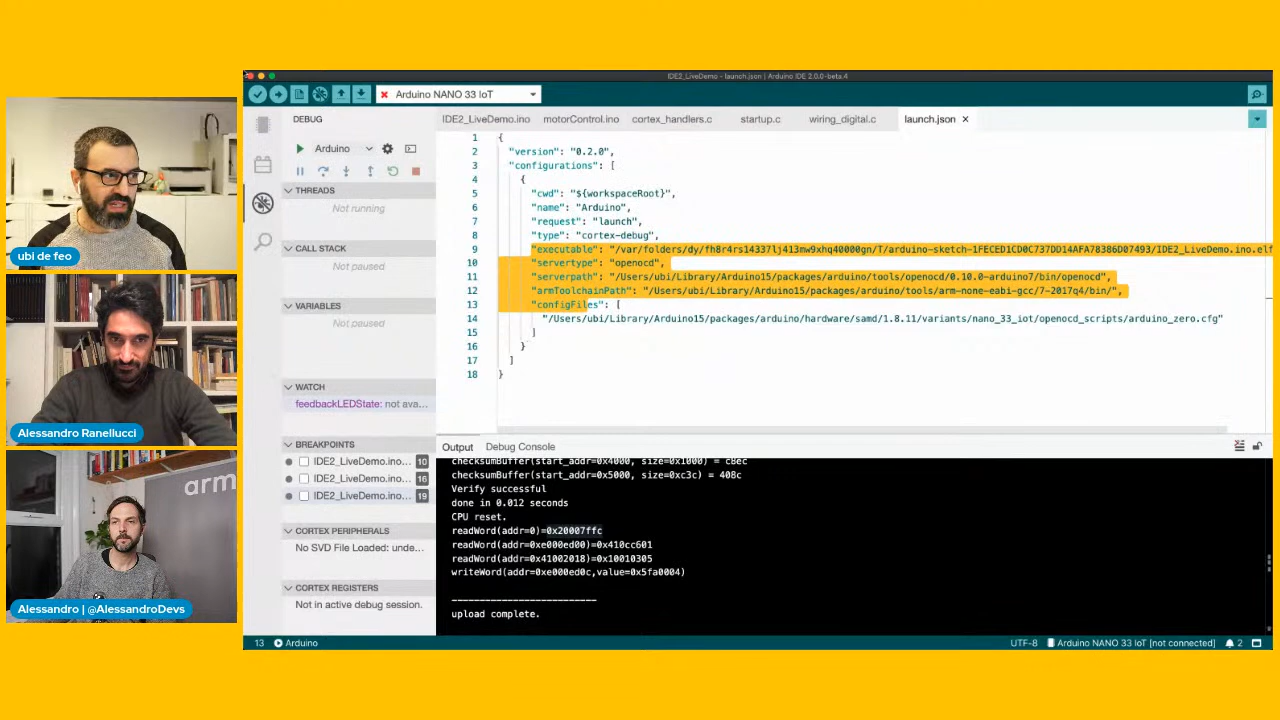 ubi de feo
Alessandro Ranellucci
arm
Alessandro | @AlessandroDevs
IDE2_LiveDemo - launch.json | Arduino IDE 2.0.0-beta.4
Arduino NANO 33 IoT
DEBUG
Arduino
THREADS
Not running
CALL STACK
Not paused
VARIABLES
Not paused
WATCH
feedbackLEDState: not ava...
BREAKPOINTS
IDE2_LiveDemo.ino... 10
IDE2_LiveDemo.ino... 16
IDE2_LiveDemo.ino... 19
CORTEX PERIPHERALS
No SVD File Loaded: unde...
CORTEX REGISTERS
Not in active debug session.
IDE2_LiveDemo.ino motorControl.ino cortex_handlers.c startup.c wiring_digital.c launch.json ×
1 {
2 "version": "0.2.0",
3 "configurations": [
4 {
5 "cwd": "${workspaceRoot}",
6 "name": "Arduino",
7 "request": "launch",
8 "type": "cortex-debug",
9 "executable": "/var/folders/dy/fh8r4rs14337lj413mw9xhq40000gn/T/arduino-sketch-1FECED1CD0C737DD14AFA78386D07493/IDE2_LiveDemo.ino.elf
10 "servertype": "openocd",
11 "serverpath": "/Users/ubi/Library/Arduino15/packages/arduino/tools/openocd/0.10.0-arduino7/bin/openocd",
12 "armToolchainPath": "/Users/ubi/Library/Arduino15/packages/arduino/tools/arm-none-eabi-gcc/7-2017q4/bin/",
13 "configFiles": [
14 "/Users/ubi/Library/Arduino15/packages/arduino/hardware/samd/1.8.11/variants/nano_33_iot/openocd_scripts/arduino_zero.cfg"
15 ]
16 }
17 ]
18 }
Output Debug Console
checksumBuffer(start_addr=0x4000, size=0x1000) = c8ec
checksumBuffer(start_addr=0x5000, size=0xc3c) = 408c
Verify successful
done in 0.012 seconds
CPU reset.
readWord(addr=0)=0x20007ffc
readWord(addr=0xe000ed00)=0x410cc601
readWord(addr=0x41002018)=0x10010305
writeWord(addr=0xe000ed0c,value=0x5fa0004)
-------------------------
upload complete.
13 Arduino
UTF-8 Arduino NANO 33 IoT [not connected] 2